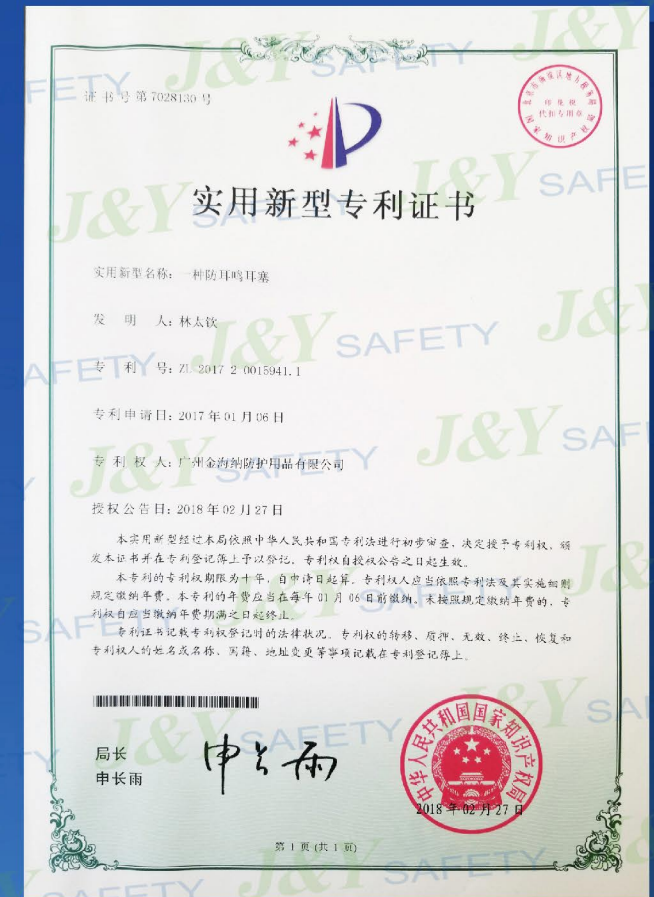 证书号第7028130号
实用新型专利证书
实用新型名称：一种防耳鸣耳塞
发 明 人：林太钦
专 利 号：ZL 2017 2 0015941.1
专利申请日：2017年01月06日
专 利 权 人：广州金海纳防护用品有限公司
授权公告日：2018年02月27日
本实用新型经过本局依照中华人民共和国专利法进行初步审查，决定授予专利权，颁
发本证书并在专利登记簿上予以登记。专利权自授权公告之日起生效。
本专利的专利权期限为十年，自申请日起算。专利权人应当依照专利法及其实施细则
规定缴纳年费。本专利的年费应当在每年01月06日前缴纳。未按照规定缴纳年费的，专
利权自应当缴纳年费期满之日起终止。
专利证书记载专利权登记时的法律状况。专利权的转移、质押、无效、终止、恢复和
专利权人的姓名或名称、国籍、地址变更等事项记载在专利登记簿上。
局长
申长雨
申长雨
中华人民共和国国家知识产权局
2018年02月27日
第 1 页 (共 1 页)
印花税
代扣专用章
J&Y SAFETY
J&Y SAFETY
J&Y SAFETY
J&Y SAFETY
J&Y SAFETY
J&Y SAFETY